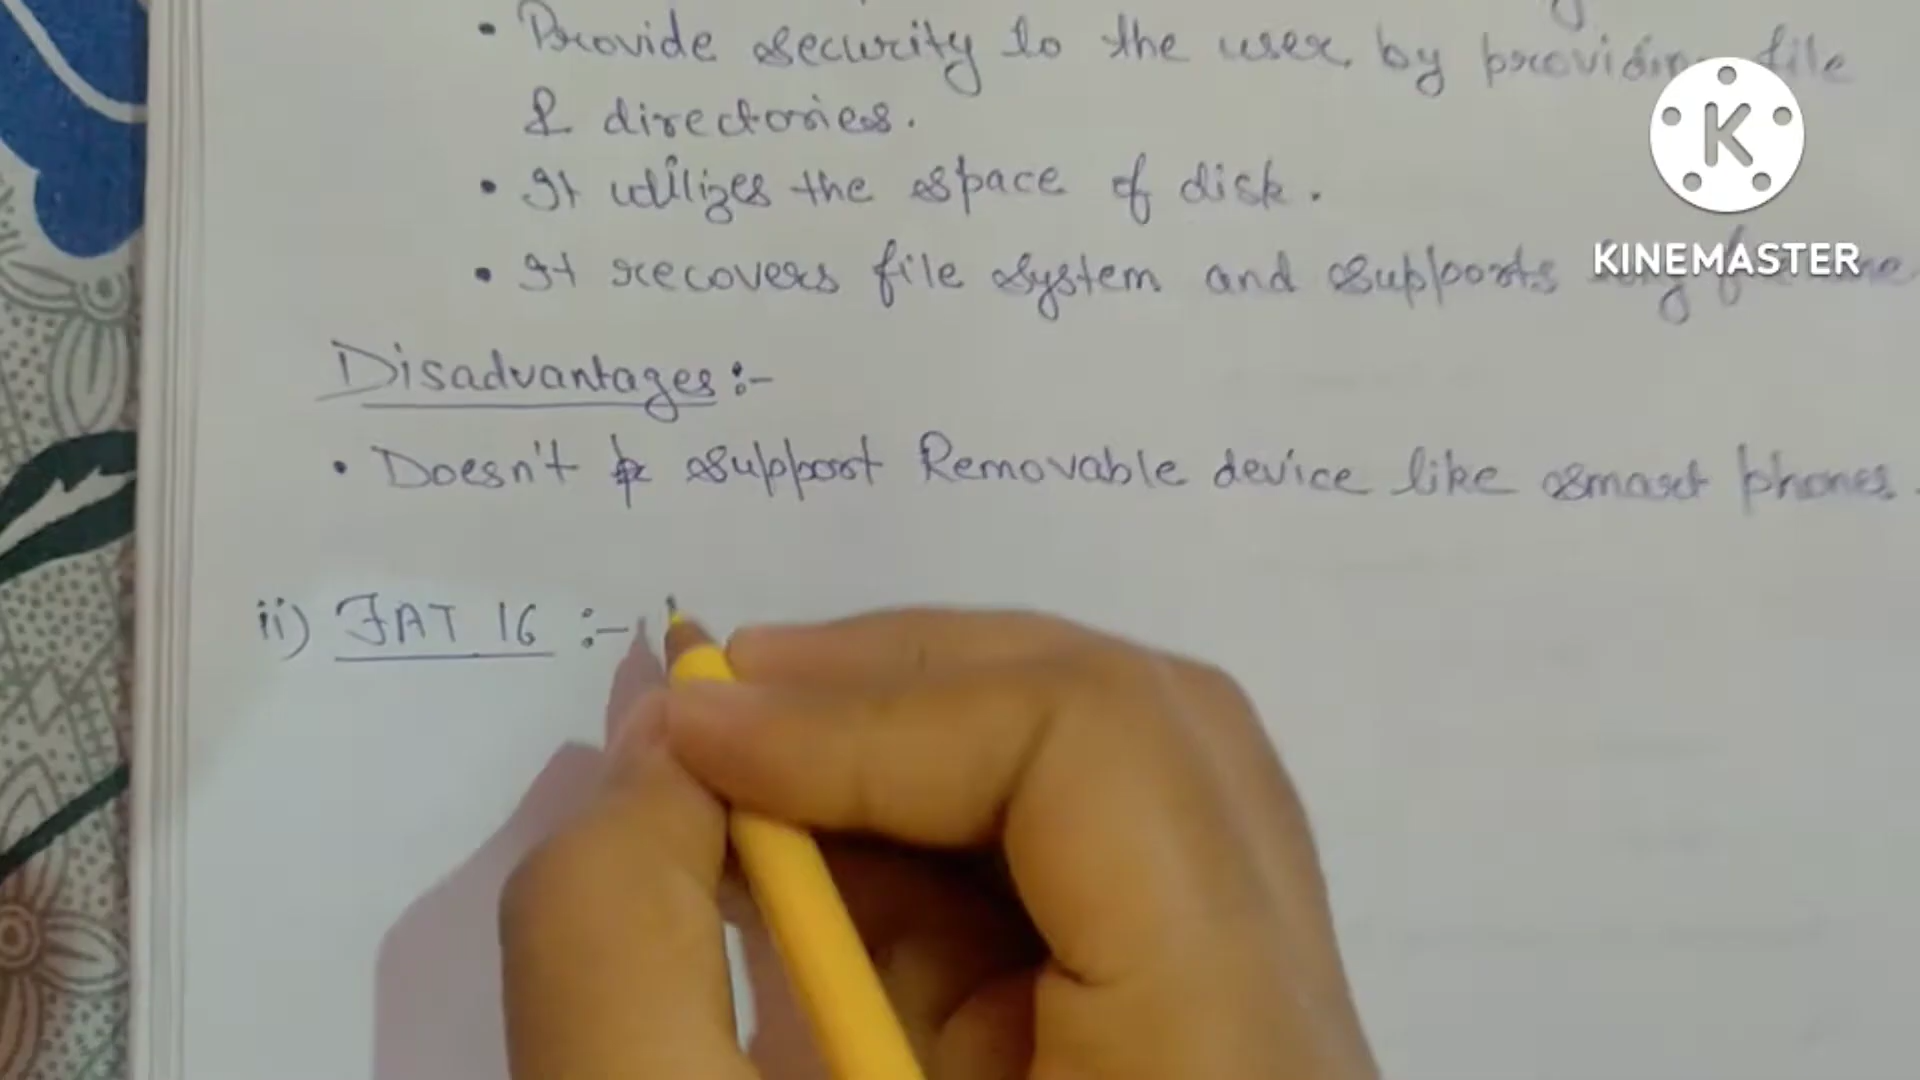 • Provide security to the user by providing file
& directories.
• It utilizes the space of disk.
• It recovers file system and supports
KINEMASTER
Disadvantages :-
• Doesn't support Removable device like smart phones.
ii) FAT 16 :-